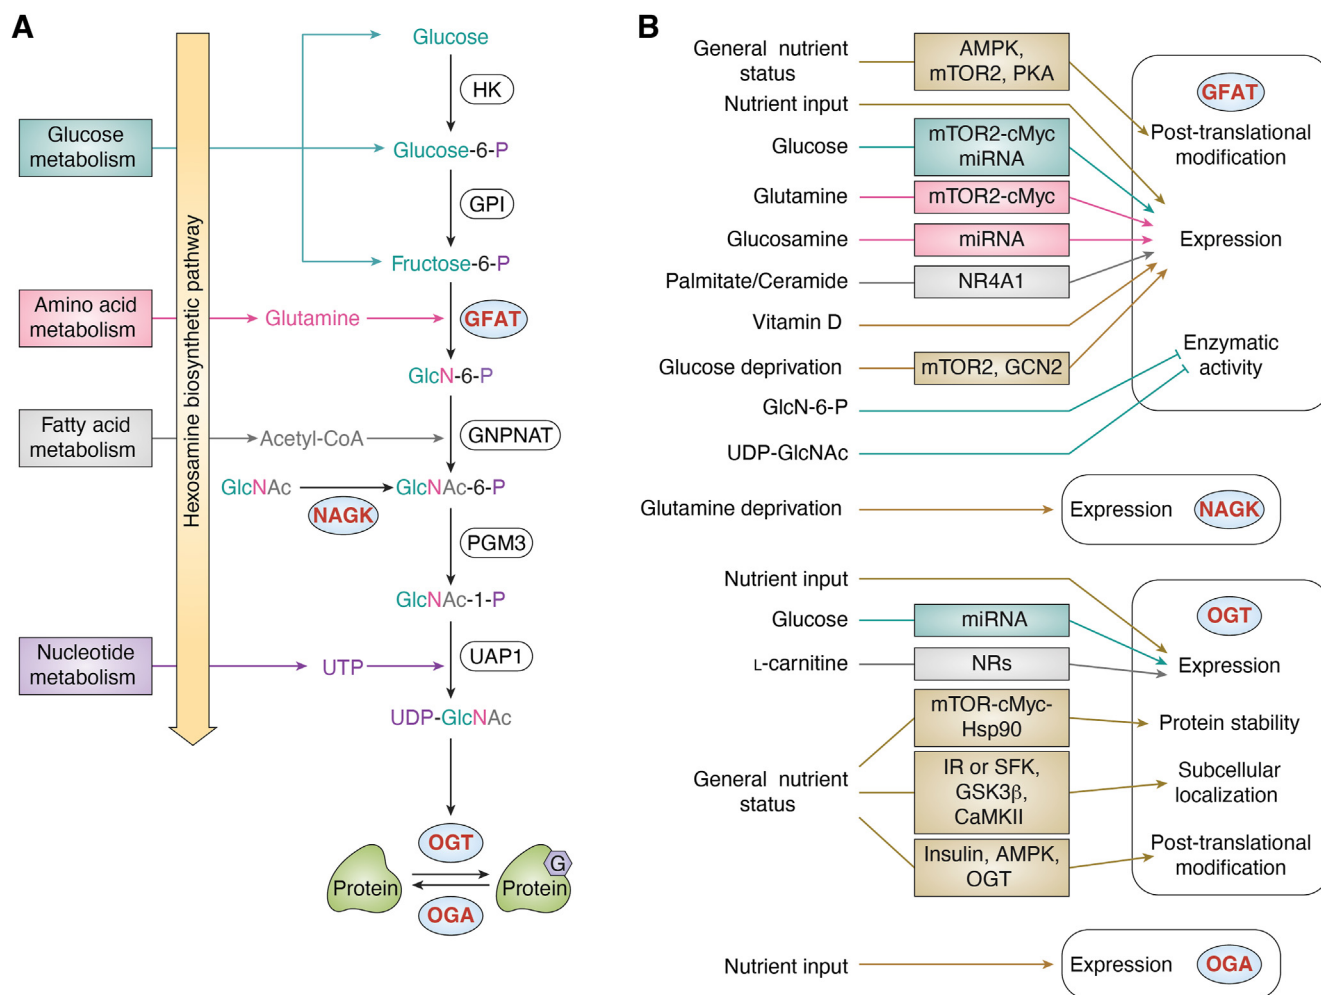 A
Glucose
HK
Glucose
metabolism
Glucose-6-P
GPI
Fructose-6-P
Hexosamine biosynthetic pathway
Amino acid
metabolism
Glutamine
GFAT
GlcN-6-P
Fatty acid
metabolism
Acetyl-CoA
GNPNAT
GlcNAc
GlcNAc-6-P
NAGK
PGM3
GlcNAc-1-P
Nucleotide
metabolism
UTP
UAP1
UDP-GlcNAc
OGT
Protein
Protein
G
OGA
B
General nutrient
status
AMPK,
mTOR2, PKA
GFAT
Nutrient input
Post-translational
modification
Glucose
mTOR2-cMyc
miRNA
Glutamine
mTOR2-cMyc
Glucosamine
miRNA
Expression
Palmitate/Ceramide
NR4A1
Vitamin D
Enzymatic
activity
Glucose deprivation
mTOR2, GCN2
GlcN-6-P
UDP-GlcNAc
Glutamine deprivation
Expression
NAGK
Nutrient input
OGT
Glucose
miRNA
L-carnitine
NRs
Expression
mTOR-cMyc-
Hsp90
Protein stability
General nutrient
status
IR or SFK,
GSK3β,
CaMKII
Subcellular
localization
Insulin, AMPK,
OGT
Post-translational
modification
Nutrient input
Expression
OGA